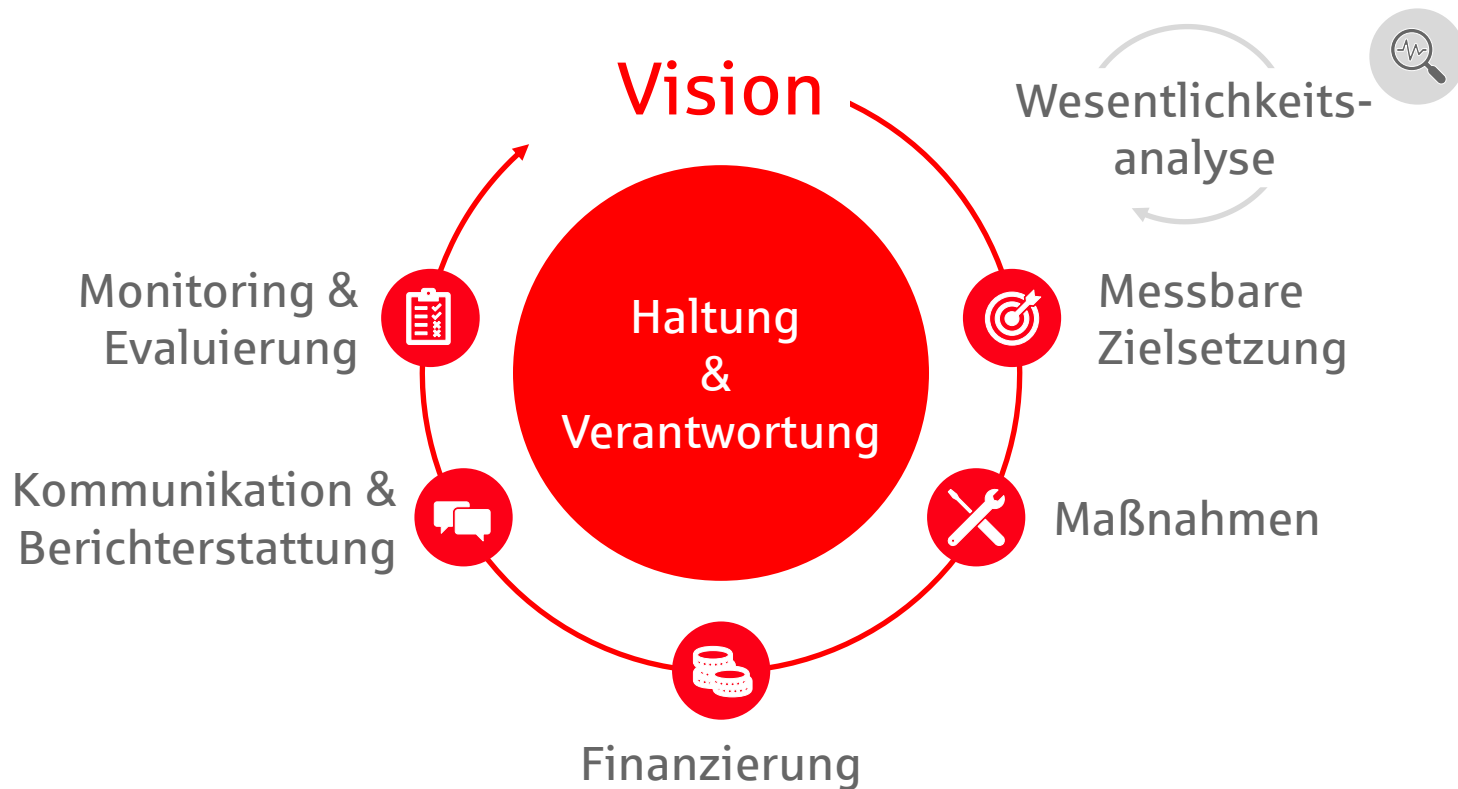 Vision
Wesentlichkeits-
analyse
Messbare
Zielsetzung
Maßnahmen
Finanzierung
Kommunikation &
Berichterstattung
Monitoring &
Evaluierung
Haltung
&
Verantwortung